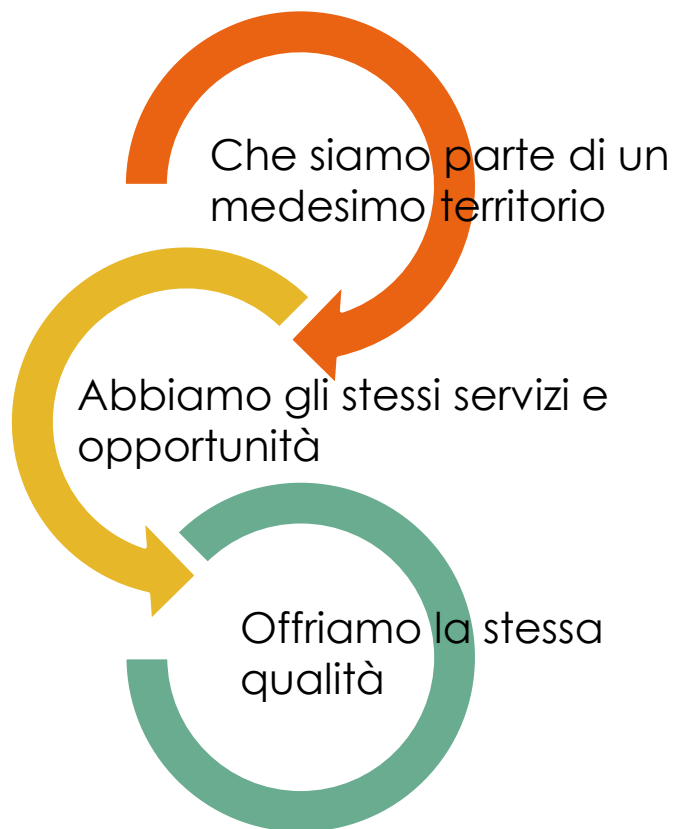 Che siamo parte di un
medesimo territorio
Abbiamo gli stessi servizi e
opportunità
Offriamo la stessa
qualità